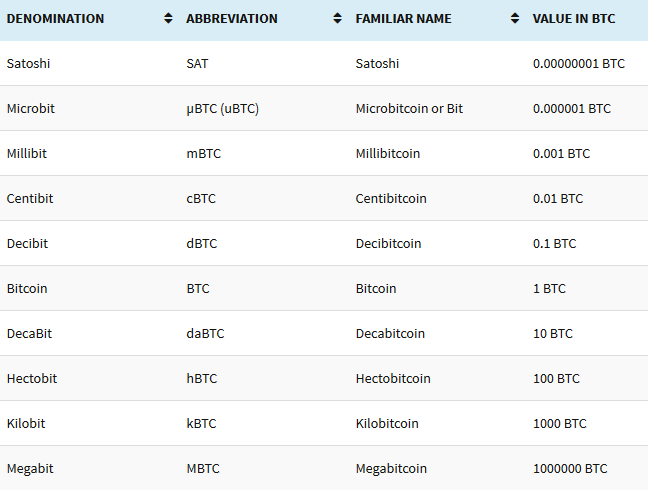 DENOMINATION ABBREVIATION FAMILIAR NAME VALUE IN BTC
Satoshi SAT Satoshi 0.00000001 BTC
Microbit µBTC (uBTC) Microbitcoin or Bit 0.000001 BTC
Millibit mBTC Millibitcoin 0.001 BTC
Centibit cBTC Centibitcoin 0.01 BTC
Decibit dBTC Decibitcoin 0.1 BTC
Bitcoin BTC Bitcoin 1 BTC
DecaBit daBTC Decabitcoin 10 BTC
Hectobit hBTC Hectobitcoin 100 BTC
Kilobit kBTC Kilobitcoin 1000 BTC
Megabit MBTC Megabitcoin 1000000 BTC